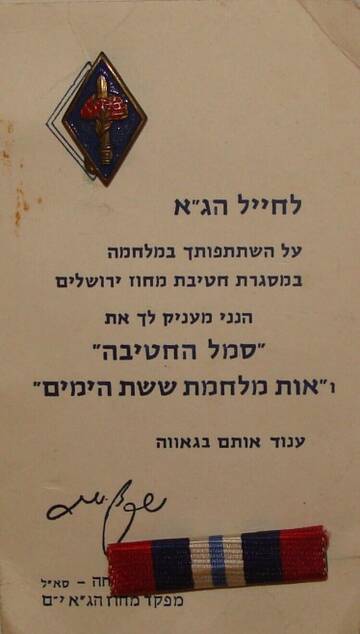 לחייל הג"א
על השתתפותך במלחמה
במסגרת חטיבת מחוז ירושלים
הנני מעניק לך את
"סמל החטיבה"
ו"אות מלחמת ששת הימים"
ענוד אותם בגאווה
חה – סא"ל
מפקד מחוז הג"א י–ם